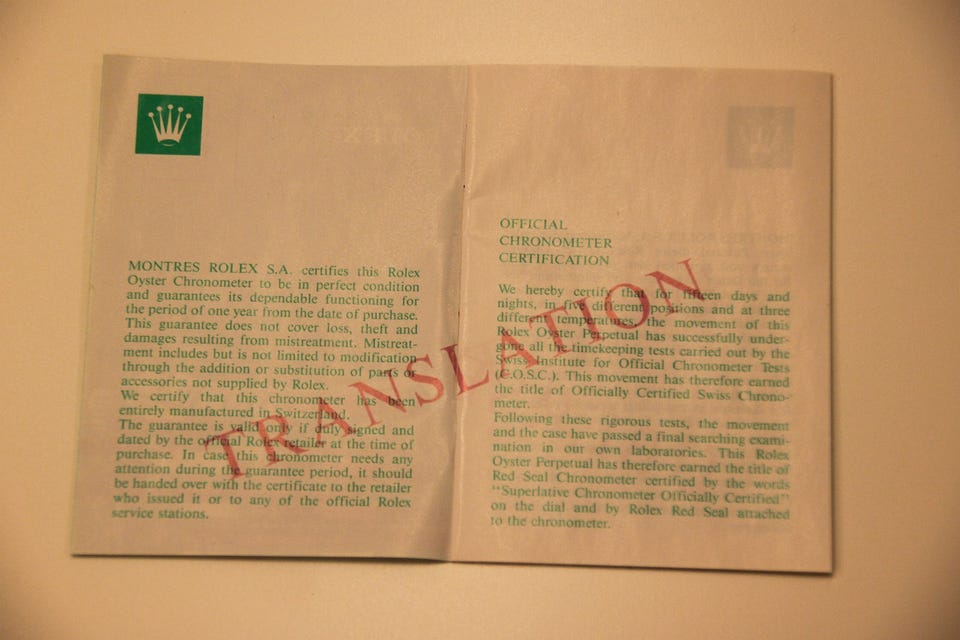 MONTRES ROLEX S.A. certifies this Rolex
Oyster Chronometer to be in perfect condition
and guarantees its dependable functioning for
the period of one year from the date of purchase.
This guarantee does not cover loss, theft and
damages resulting from mistreatment. Mistreat-
ment includes but is not limited to modification
through the addition or substitution of parts or
accessories not supplied by Rolex.
We certify that this chronometer has been
entirely manufactured in Switzerland.
The guarantee is valid only if duly signed and
dated by the official Rolex retailer at the time of
purchase. In case this chronometer needs any
attention during the guarantee period, it should
be handed over with the certificate to the retailer
who issued it or to any of the official Rolex
service stations.
OFFICIAL
CHRONOMETER
CERTIFICATION
We hereby certify that for fifteen days and
nights, in five different positions and at three
different temperatures, the movement of this
Rolex Oyster Perpetual has successfully under-
gone all the timekeeping tests carried out by the
Swiss Institute for Official Chronometer Tests
(C.O.S.C.). This movement has therefore earned
the title of Officially Certified Swiss Chrono-
meter.
Following these rigorous tests, the movement
and the case have passed a final searching exami-
nation in our own laboratories. This Rolex
Oyster Perpetual has therefore earned the title of
Red Seal Chronometer certified by the words
"Superlative Chronometer Officially Certified"
on the dial and by Rolex Red Seal attached
to the chronometer.
TRANSLATION